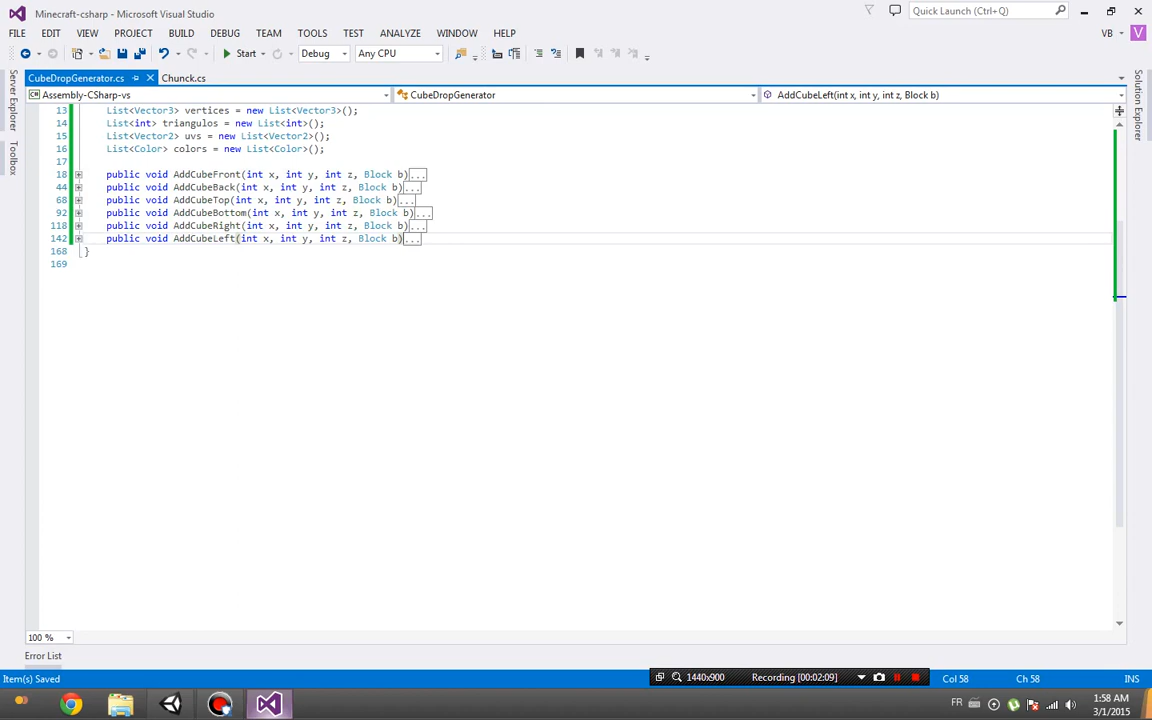 Minecraft-csharp - Microsoft Visual Studio
Quick Launch (Ctrl+Q)
FILE EDIT VIEW PROJECT BUILD DEBUG TEAM TOOLS TEST ANALYZE WINDOW HELP
VB V
Start Debug Any CPU
Server Explorer
Toolbox
Solution Explorer
CubeDropGenerator.cs Chunck.cs
Assembly-CSharp-vs CubeDropGenerator AddCubeLeft(int x, int y, int z, Block b)
13 List<Vector3> vertices = new List<Vector3>();
14 List<int> triangulos = new List<int>();
15 List<Vector2> uvs = new List<Vector2>();
16 List<Color> colors = new List<Color>();
17
18 public void AddCubeFront(int x, int y, int z, Block b)...
44 public void AddCubeBack(int x, int y, int z, Block b)...
68 public void AddCubeTop(int x, int y, int z, Block b)...
92 public void AddCubeBottom(int x, int y, int z, Block b)...
118 public void AddCubeRight(int x, int y, int z, Block b)...
142 public void AddCubeLeft(int x, int y, int z, Block b)...
168 }
169
100 %
Error List
Item(s) Saved
1440x900 Recording [00:02:09]
Col 58 Ch 58 INS
FR
1:58 AM
3/1/2015